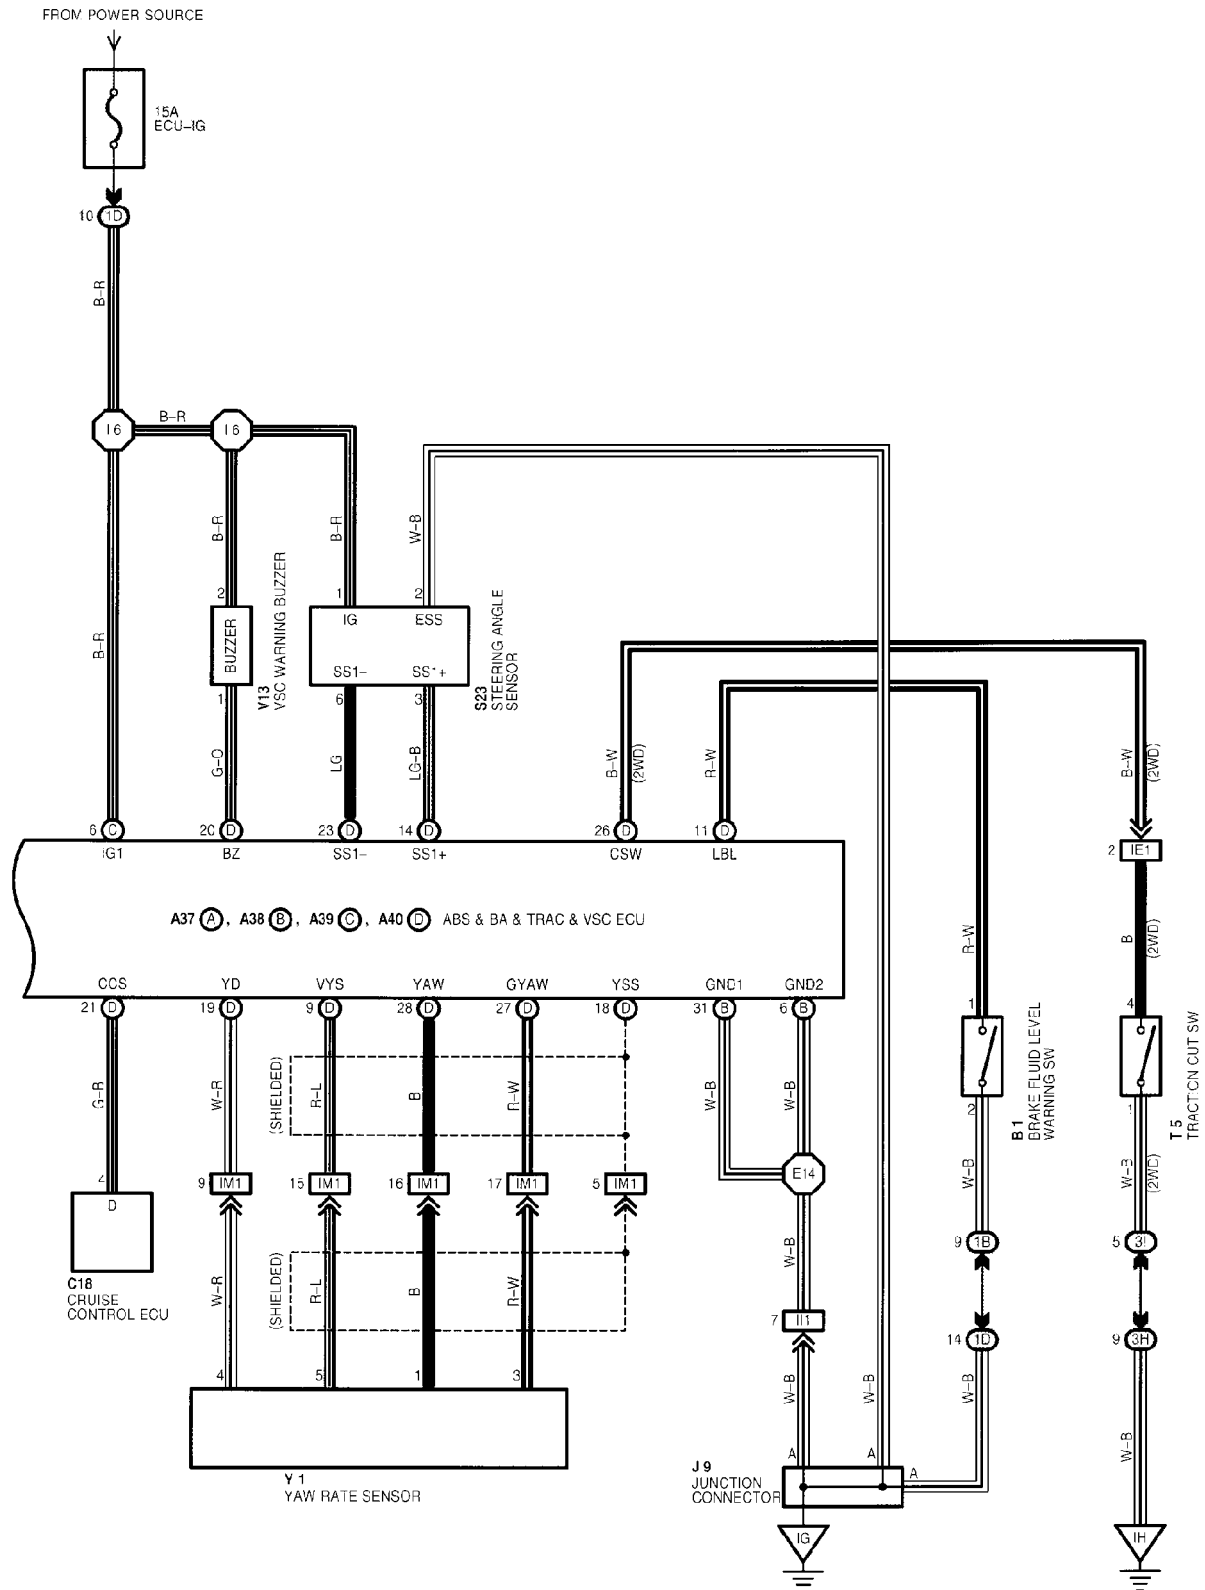 FROM POWER SOURCE
15A
ECU-IG
10 1D
B-R
I6 B-R I6
B-R B-R W-B
B-R
2 1 2
BUZZER
V13
VSC WARNING BUZZER
IG ESS
SS1- SS1+
S23
STEERING ANGLE
SENSOR
1 6 3
G-O LG LG-B
B-W
(2WD)
R-W
B-W
(2WD)
6 C 20 D 23 D 14 D 26 D 11 D
IG1 BZ SS1- SS1+ CSW LBL
2 IE1
A37 A, A38 B, A39 C, A40 D ABS & BA & TRAC & VSC ECU
R-W
B
(2WD)
CCS YD VYS YAW GYAW YSS GND1 GND2
21 D 19 D 9 D 28 D 27 D 18 D 31 B 6 B
1 4
G-R W-R
(SHIELDED)
R-L B R-W W-B W-B
B 1
BRAKE FLUID LEVEL
WARNING SW
T 5
TRACTION CUT SW
2 1
4 D
9 IM1 15 IM1 16 IM1 17 IM1 5 IM1
E14
W-B
W-B
(2WD)
C18
CRUISE
CONTROL ECU
W-R
(SHIELDED)
R-L B R-W
W-B
9 1B 5 3I
7 II1
14 1D 9 3H
4 5 1 3
W-B W-B W-B W-B
Y 1
YAW RATE SENSOR
J 9
JUNCTION
CONNECTOR
A A A
IG IH